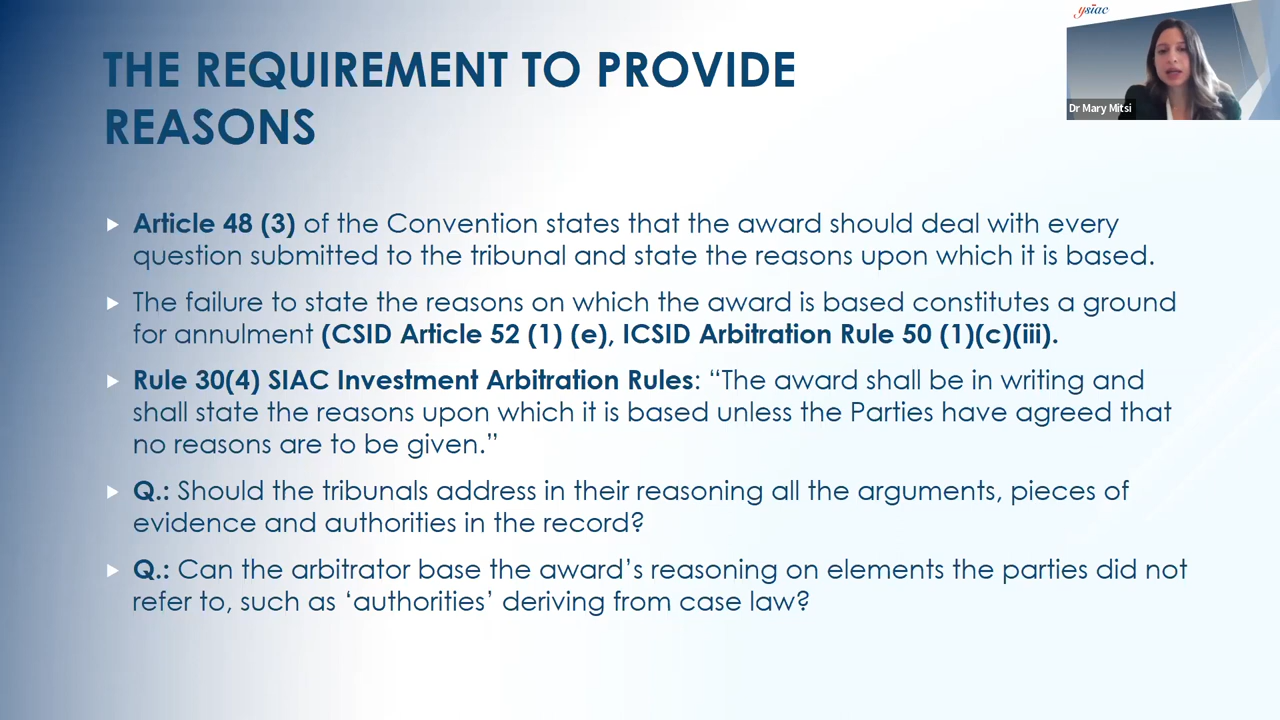 ysiac
Dr Mary Mitsi
THE REQUIREMENT TO PROVIDE
REASONS
Article 48 (3) of the Convention states that the award should deal with every
question submitted to the tribunal and state the reasons upon which it is based.
The failure to state the reasons on which the award is based constitutes a ground
for annulment (CSID Article 52 (1) (e), ICSID Arbitration Rule 50 (1)(c)(iii).
Rule 30(4) SIAC Investment Arbitration Rules: “The award shall be in writing and
shall state the reasons upon which it is based unless the Parties have agreed that
no reasons are to be given.”
Q.: Should the tribunals address in their reasoning all the arguments, pieces of
evidence and authorities in the record?
Q.: Can the arbitrator base the award’s reasoning on elements the parties did not
refer to, such as ‘authorities’ deriving from case law?